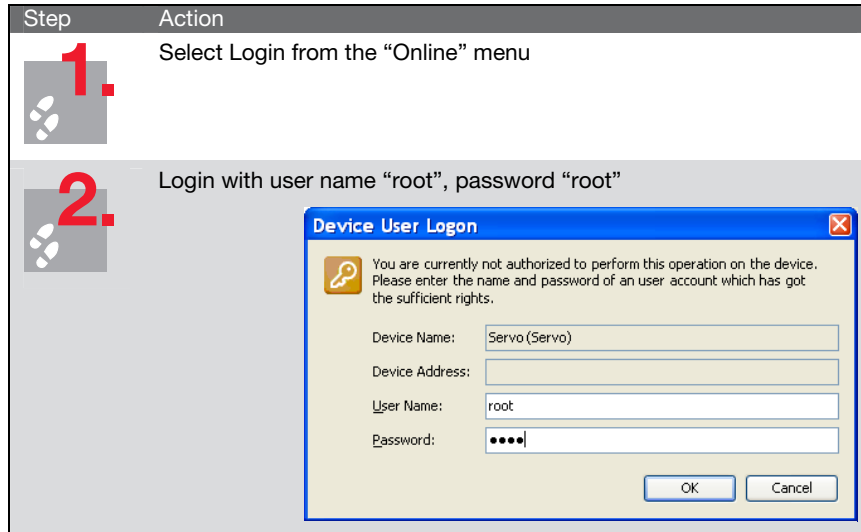 Step Action
1. Select Login from the “Online” menu
2. Login with user name “root”, password “root”
Device User Logon
You are currently not authorized to perform this operation on the device.
Please enter the name and password of an user account which has got
the sufficient rights.
Device Name: Servo (Servo)
Device Address:
User Name: root
Password: ••••
OK Cancel